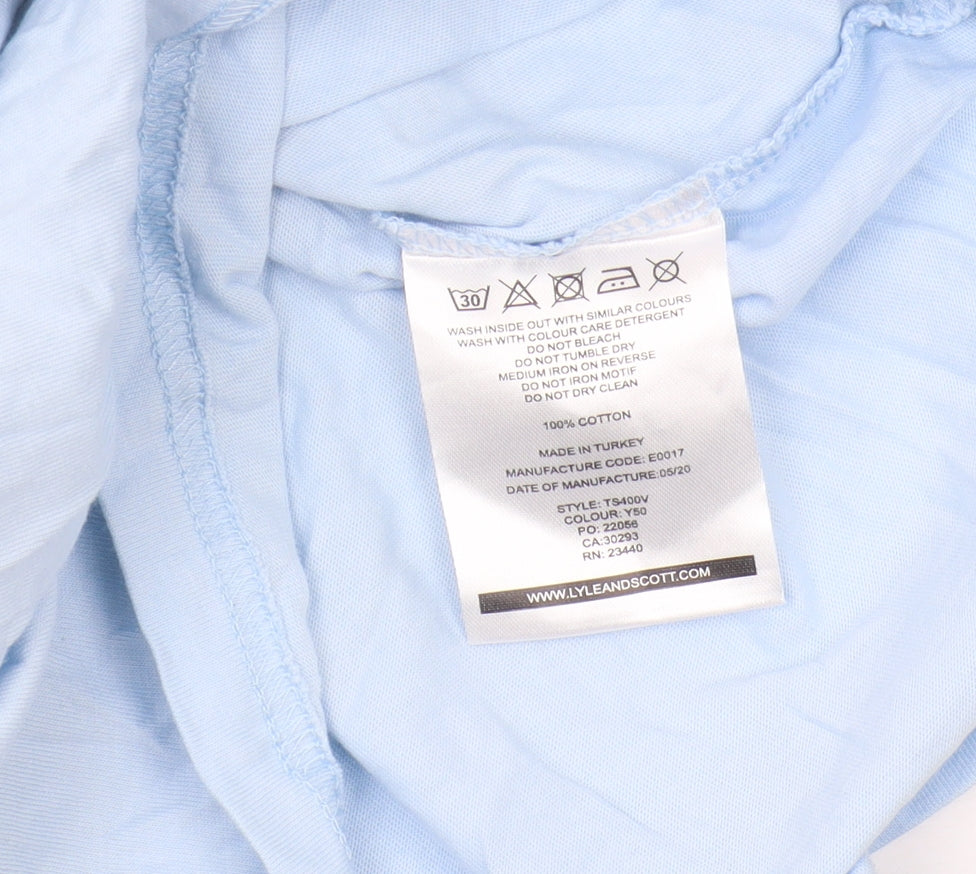 30
WASH INSIDE OUT WITH SIMILAR COLOURS
WASH WITH COLOUR CARE DETERGENT
DO NOT BLEACH
DO NOT TUMBLE DRY
MEDIUM IRON ON REVERSE
DO NOT IRON MOTIF
DO NOT DRY CLEAN
100% COTTON
MADE IN TURKEY
MANUFACTURE CODE: E0017
DATE OF MANUFACTURE:05/20
STYLE: TS400V
COLOUR: Y50
PO: 22056
CA:30293
RN: 23440
WWW.LYLEANDSCOTT.COM